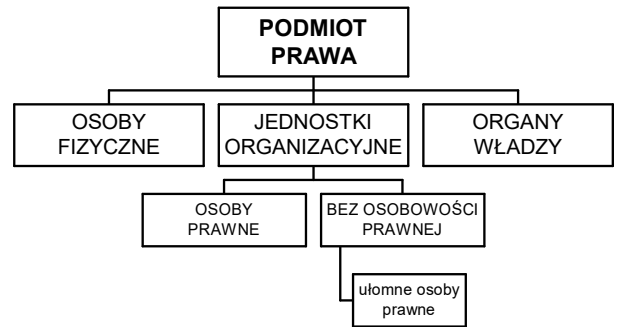 PODMIOT
PRAWA
OSOBY
FIZYCZNE
JEDNOSTKI
ORGANIZACYJNE
ORGANY
WŁADZY
OSOBY
PRAWNE
BEZ OSOBOWOŚCI
PRAWNEJ
ułomne osoby
prawne